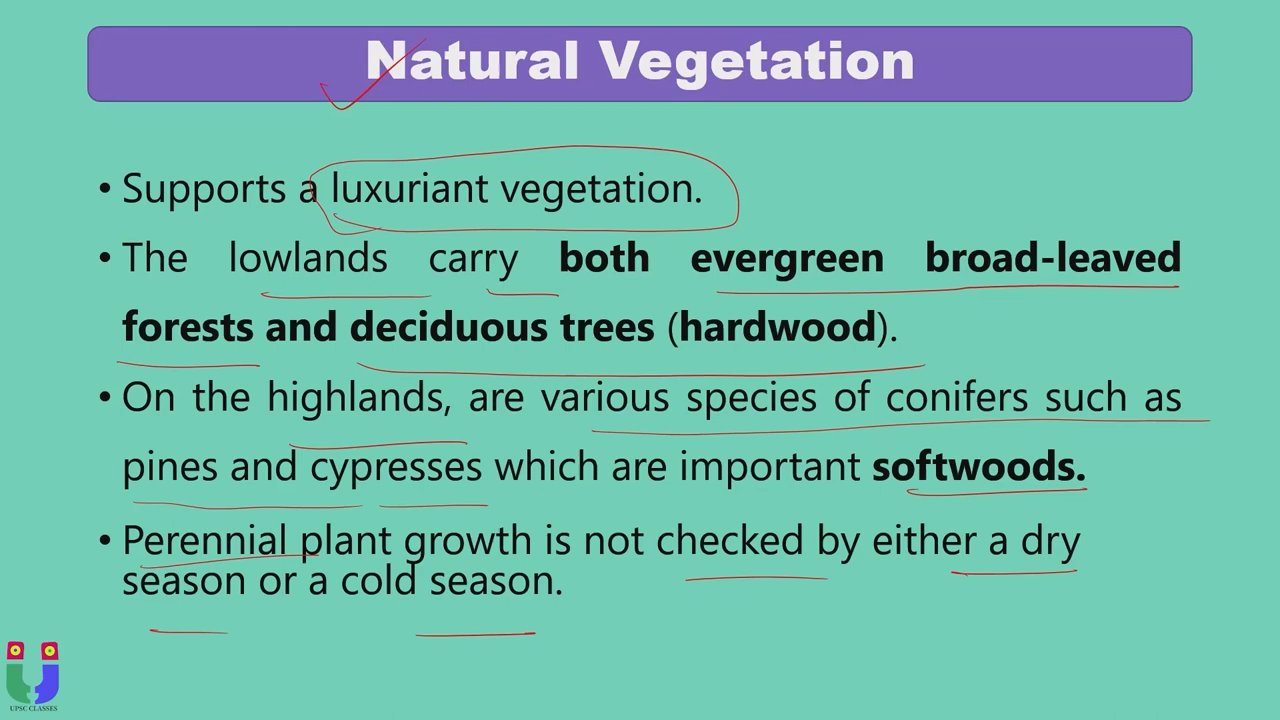 Natural Vegetation
• Supports a luxuriant vegetation.
• The lowlands carry both evergreen broad-leaved
forests and deciduous trees (hardwood).
• On the highlands, are various species of conifers such as
pines and cypresses which are important softwoods.
• Perennial plant growth is not checked by either a dry
season or a cold season.
UPSC CLASSES